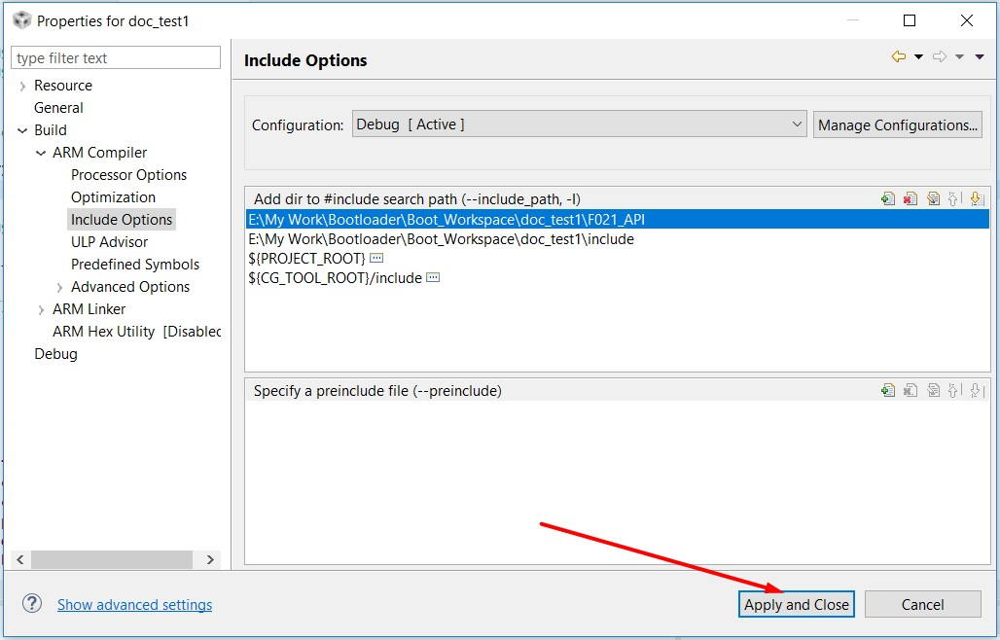 Properties for doc_test1
type filter text
Resource
General
Build
ARM Compiler
Processor Options
Optimization
Include Options
ULP Advisor
Predefined Symbols
Advanced Options
ARM Linker
ARM Hex Utility [Disablec
Debug
Include Options
Configuration: Debug [ Active ] Manage Configurations...
Add dir to #include search path (--include_path, -I)
E:\My Work\Bootloader\Boot_Workspace\doc_test1\F021_API
E:\My Work\Bootloader\Boot_Workspace\doc_test1\include
${PROJECT_ROOT}
${CG_TOOL_ROOT}/include
Specify a preinclude file (--preinclude)
? Show advanced settings
Apply and Close Cancel